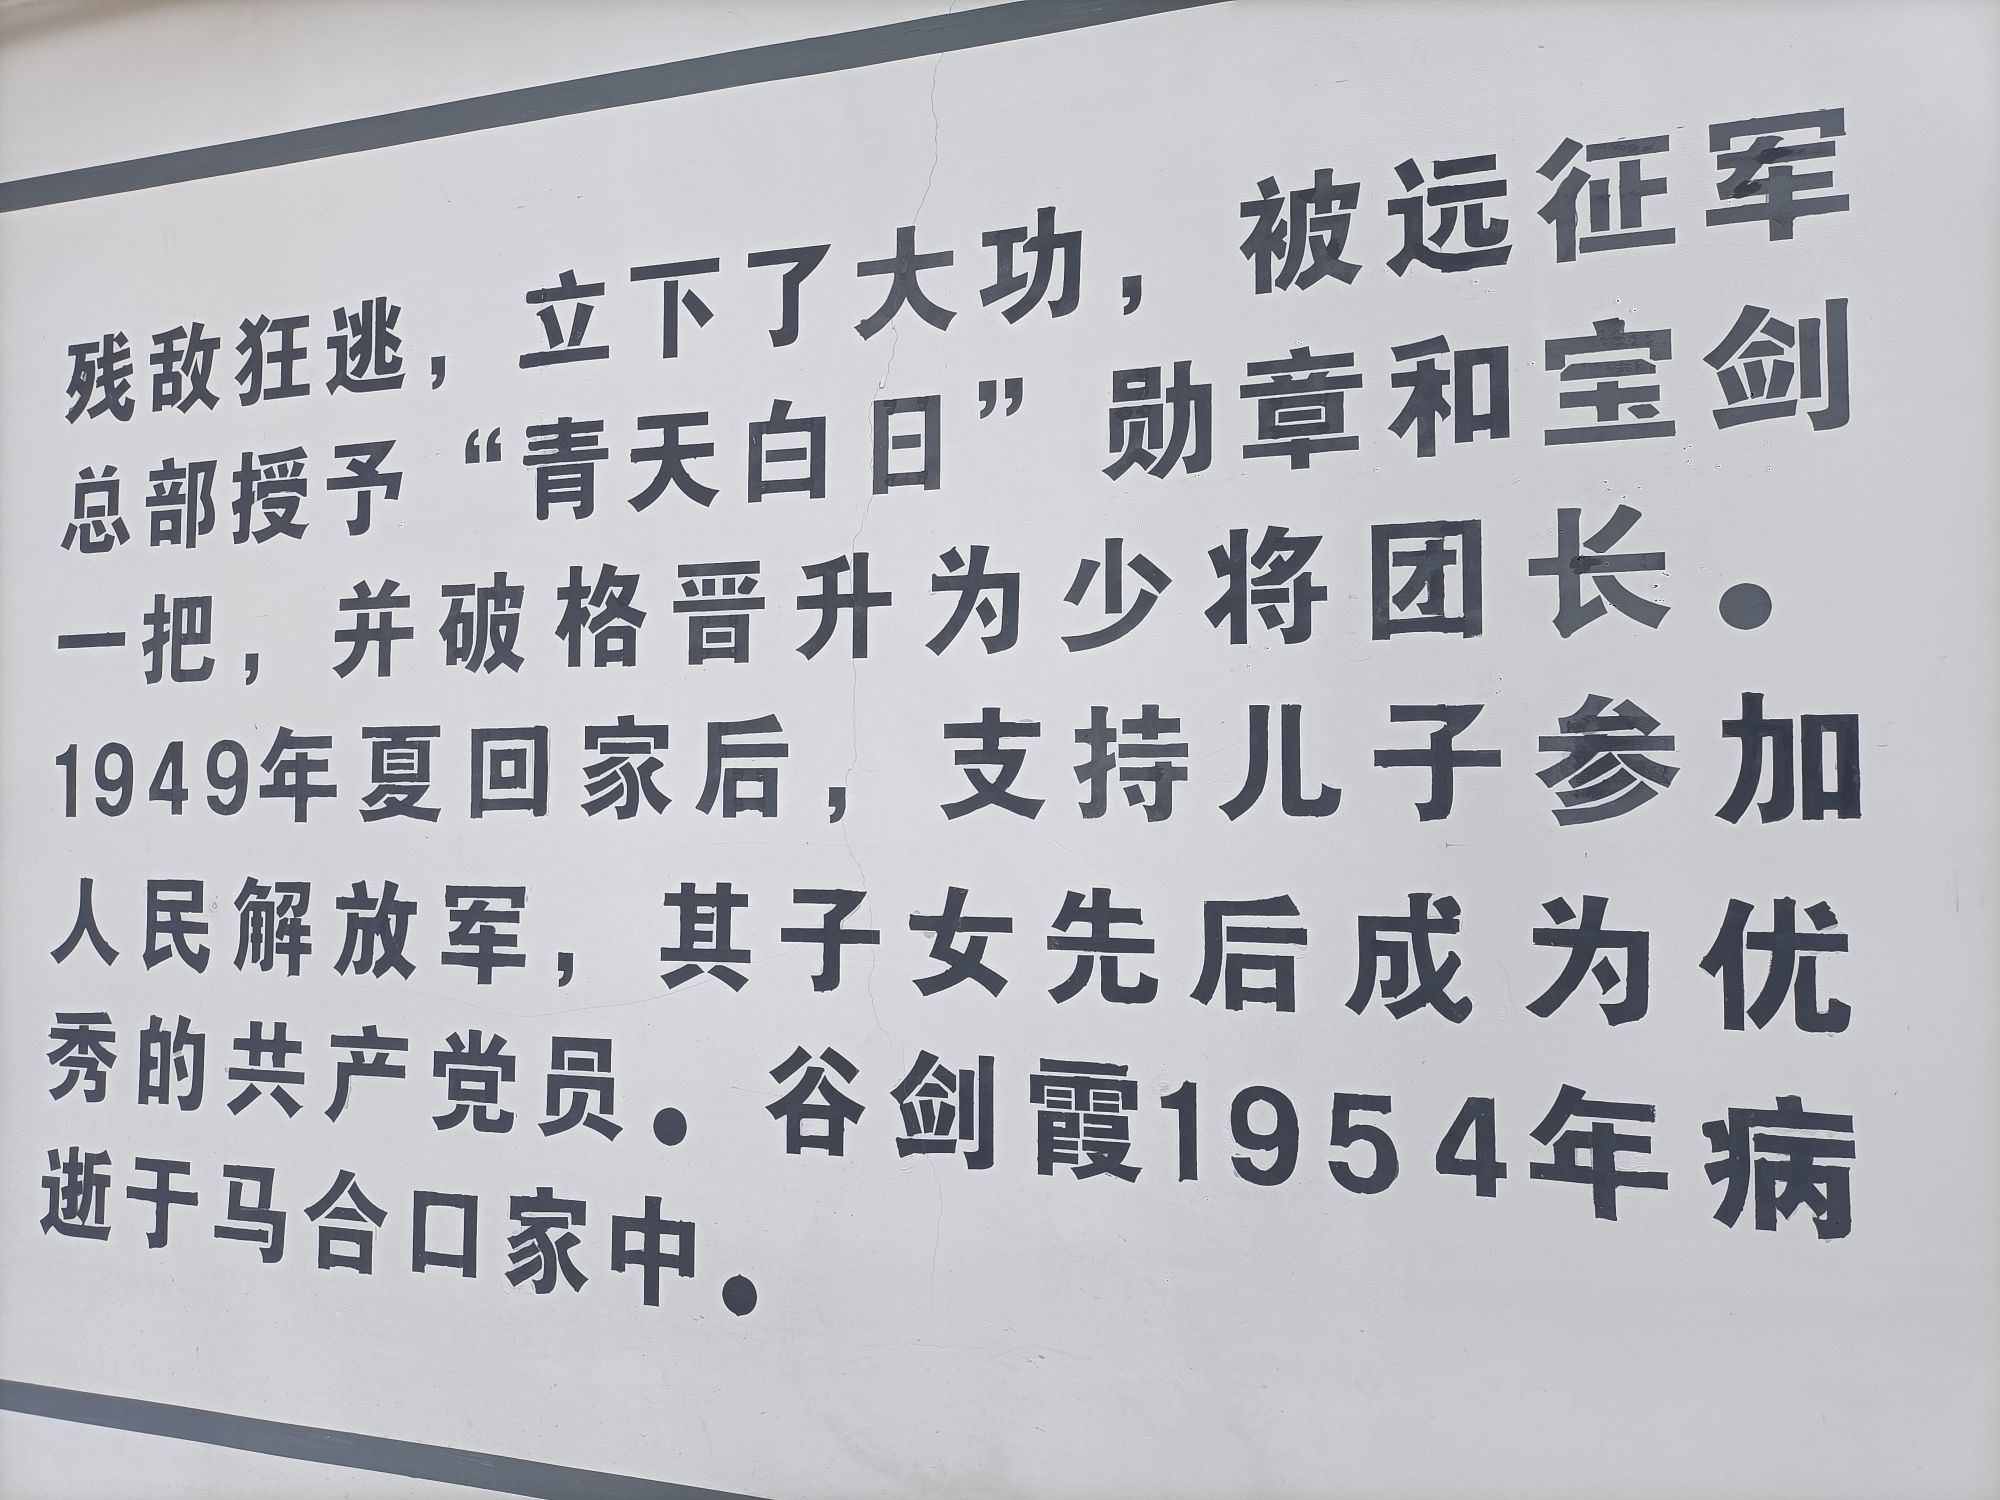 残敌狂逃，立下了大功，被远征军
总部授予“青天白日”勋章和宝剑
一把，并破格晋升为少将团长.
1949年夏回家后，支持儿子参加
人民解放军，其子女先后成为优
秀的共产党员.谷剑霞1954年病
逝于马合口家中.